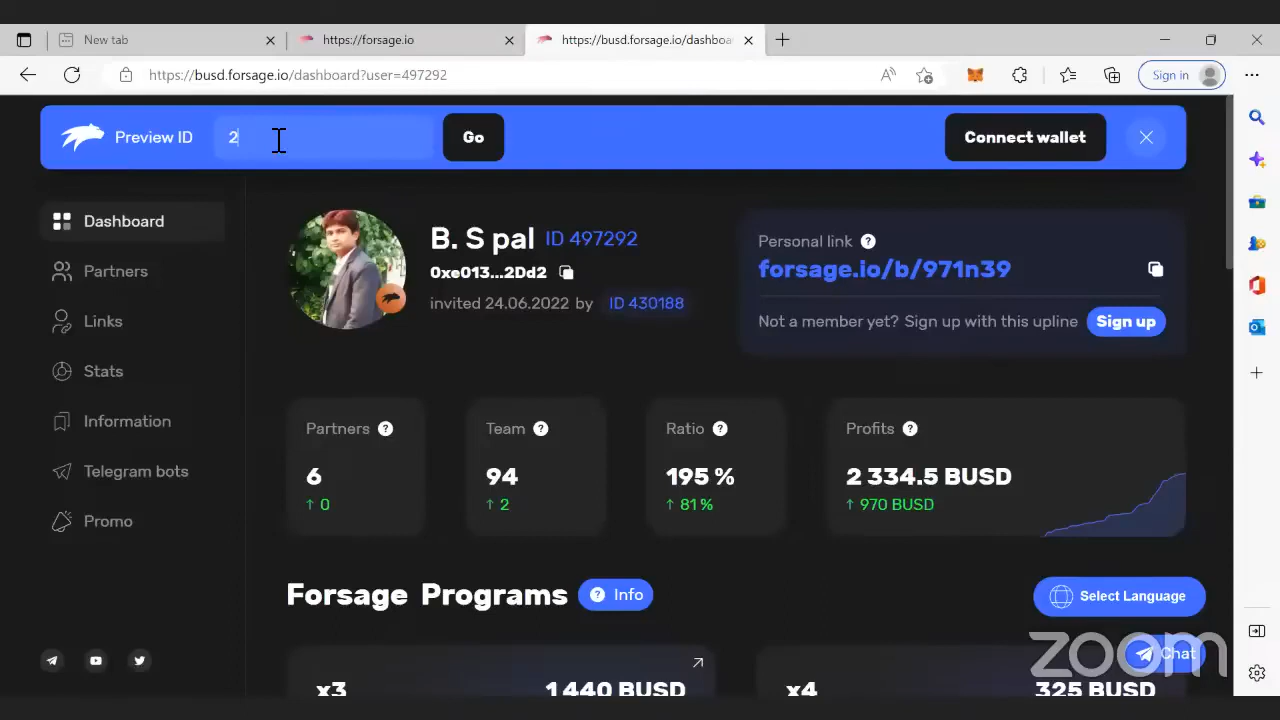 New tab
https://forsage.io
https://busd.forsage.io/dashboa
https://busd.forsage.io/dashboard?user=497292
Sign in
Preview ID
2
Go
Connect wallet
Dashboard
Partners
Links
Stats
Information
Telegram bots
Promo
B. S pal ID 497292
0xe013...2Dd2
invited 24.06.2022 by ID 430188
Personal link ?
forsage.io/b/971n39
Not a member yet? Sign up with this upline Sign up
Partners ?
6
↑ 0
Team ?
94
↑ 2
Ratio ?
195 %
↑ 81 %
Profits ?
2 334.5 BUSD
↑ 970 BUSD
Forsage Programs ? Info
Select Language
Chat
zoom
x3 1 440 BUSD
x4 325 BUSD